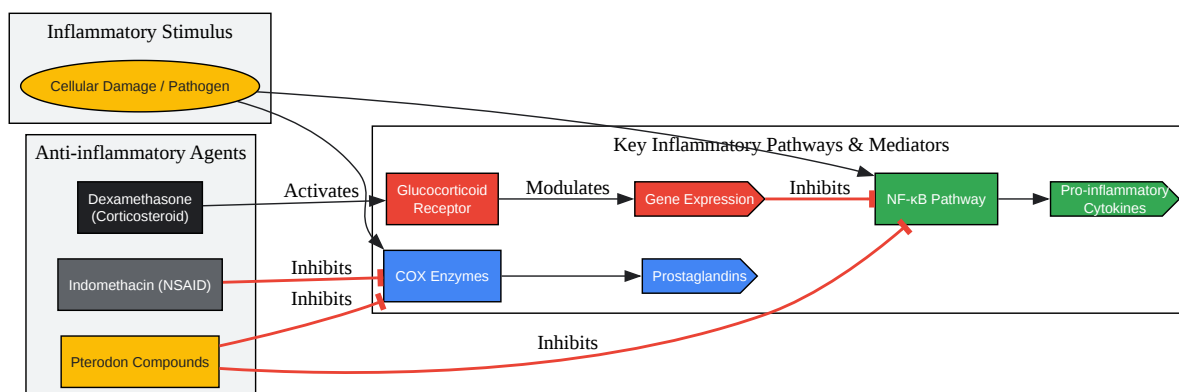 Inflammatory Stimulus
Cellular Damage / Pathogen
Anti-inflammatory Agents
Key Inflammatory Pathways & Mediators
Dexamethasone
(Corticosteroid)
Activates
Glucocorticoid
Receptor
Modulates
Gene Expression
Inhibits
NF-κB Pathway
Pro-inflammatory
Cytokines
Indomethacin (NSAID)
Inhibits
COX Enzymes
Prostaglandins
Inhibits
Pterodon Compounds
Inhibits